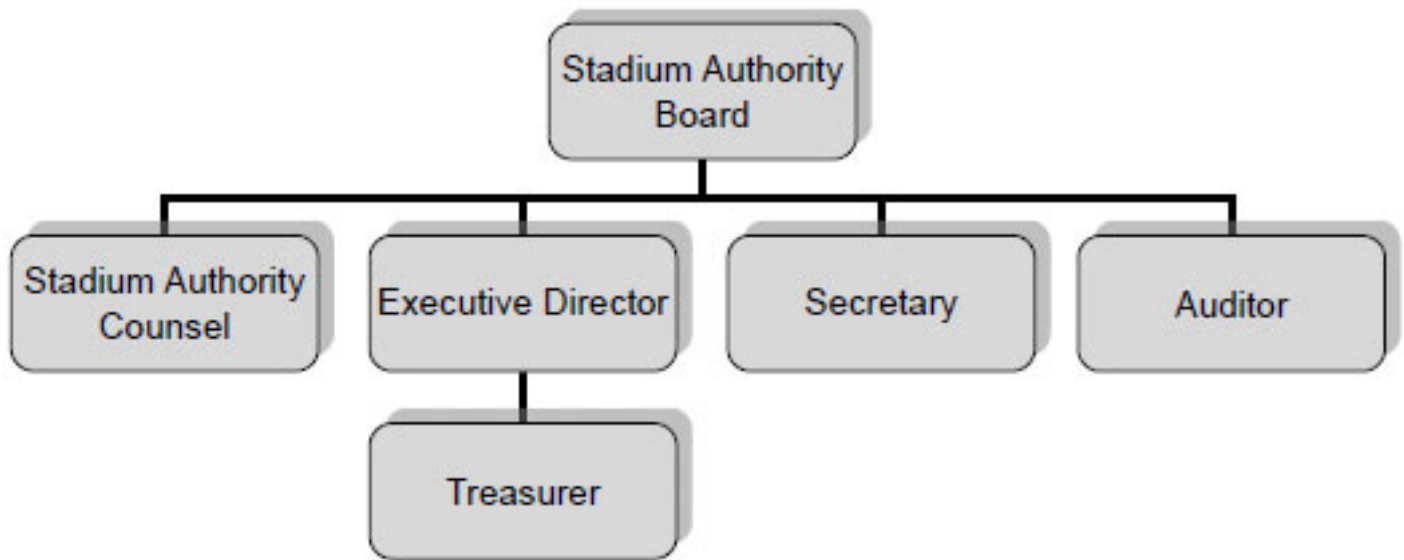 Stadium Authority
Board
Stadium Authority
Counsel
Executive Director
Secretary
Auditor
Treasurer